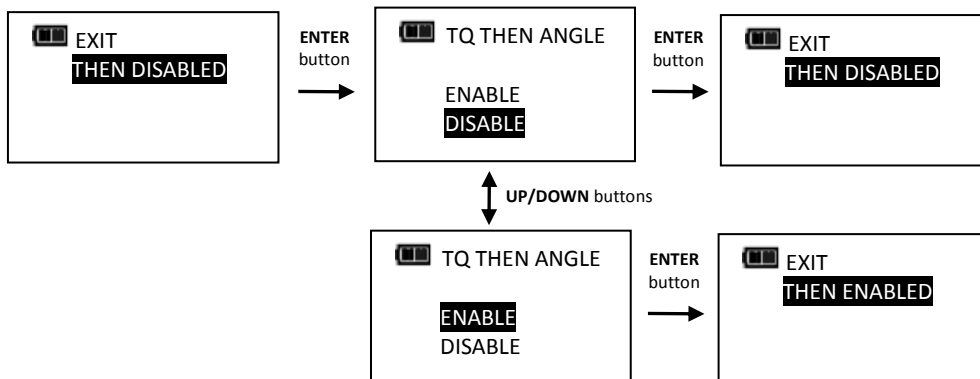 EXIT
THEN DISABLED
ENTER
button
TQ THEN ANGLE
ENABLE
DISABLE
ENTER
button
EXIT
THEN DISABLED
UP/DOWN buttons
TQ THEN ANGLE
ENABLE
DISABLE
ENTER
button
EXIT
THEN ENABLED